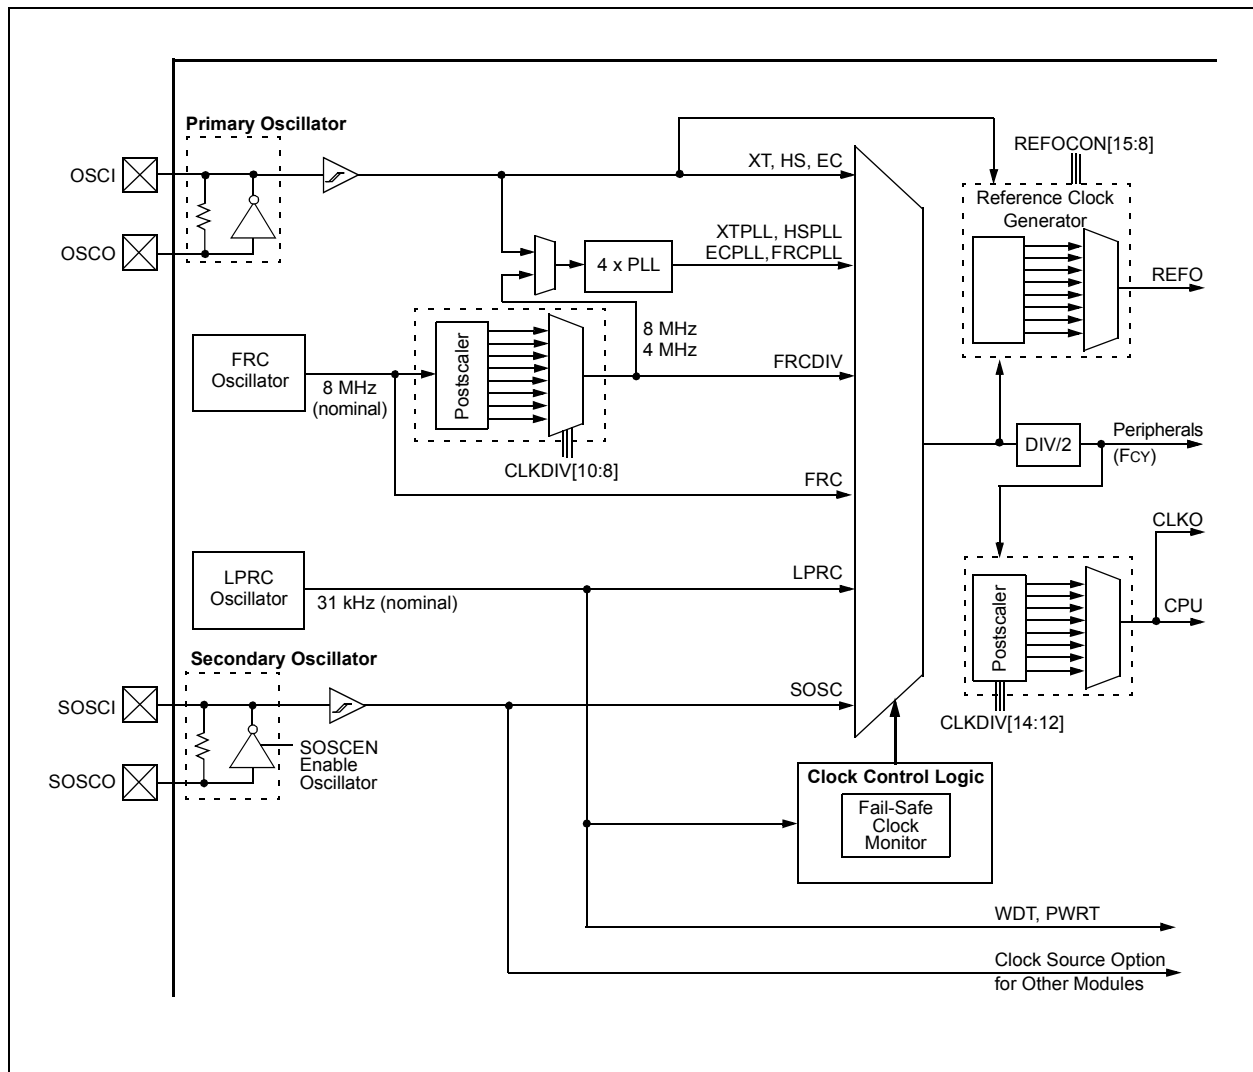 Primary Oscillator
OSCI
OSCO
XT, HS, EC
REFOCON[15:8]
Reference Clock
Generator
XTPLL, HSPLL
ECPLL, FRCPLL
4 x PLL
REFO
8 MHz
4 MHz
FRC
Oscillator
8 MHz
(nominal)
Postscaler
FRCDIV
CLKDIV[10:8]
DIV/2
Peripherals
(FCY)
FRC
CLKO
LPRC
Oscillator
31 kHz (nominal)
LPRC
Postscaler
CPU
CLKDIV[14:12]
Secondary Oscillator
SOSCI
SOSCO
SOSCEN
Enable
Oscillator
SOSC
Clock Control Logic
Fail-Safe
Clock
Monitor
WDT, PWRT
Clock Source Option
for Other Modules